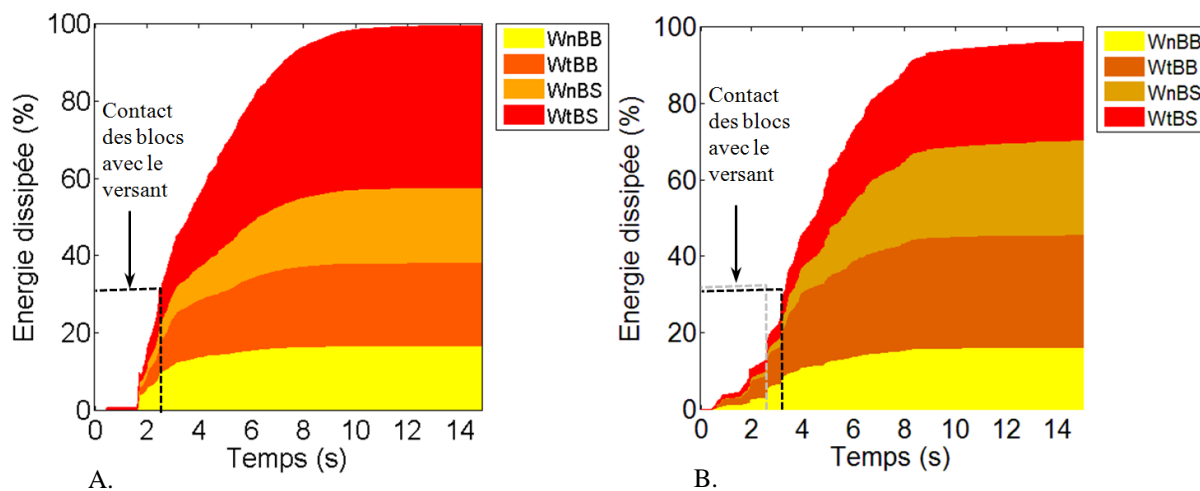 100
80
60
40
20
0
Energie dissipée (%)
Contact
des blocs
avec le
versant
WnBB
WtBB
WnBS
WtBS
0 2 4 6 8 10 12 14
Temps (s)
A.
100
80
60
40
20
0
Energie dissipée (%)
Contact
des blocs
avec le
versant
WnBB
WtBB
WnBS
WtBS
0 2 4 6 8 10 12 14
Temps (s)
B.